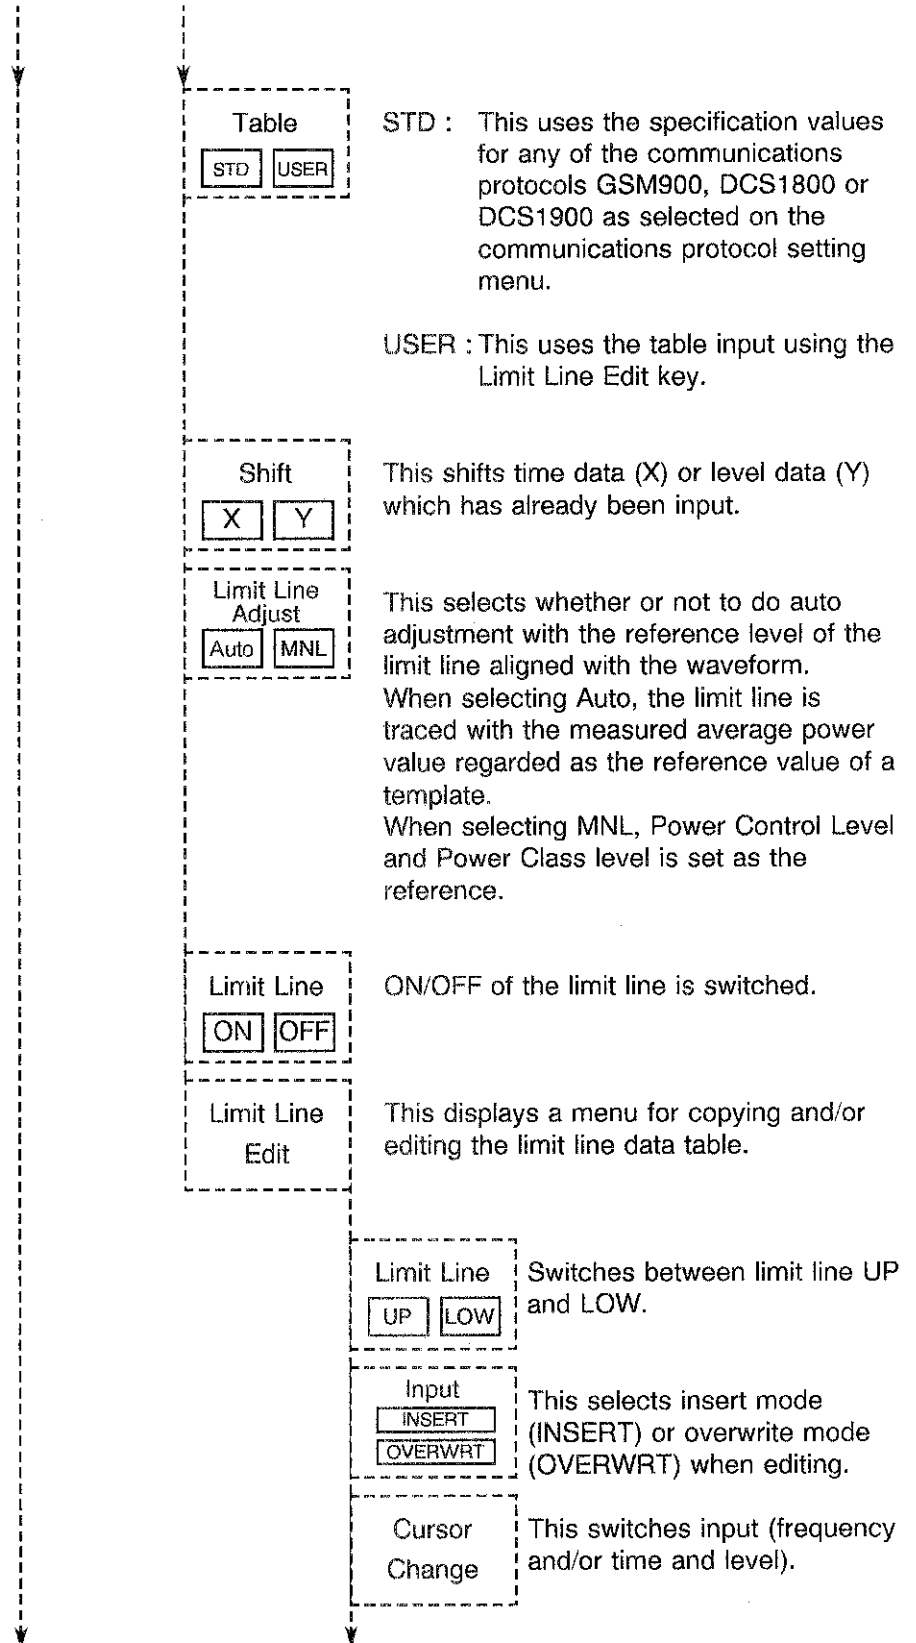 Table
STD USER
STD : This uses the specification values
for any of the communications
protocols GSM900, DCS1800 or
DCS1900 as selected on the
communications protocol setting
menu.
USER : This uses the table input using the
Limit Line Edit key.
Shift
X Y
This shifts time data (X) or level data (Y)
which has already been input.
Limit Line
Adjust
Auto MNL
This selects whether or not to do auto
adjustment with the reference level of the
limit line aligned with the waveform.
When selecting Auto, the limit line is
traced with the measured average power
value regarded as the reference value of a
template.
When selecting MNL, Power Control Level
and Power Class level is set as the
reference.
Limit Line
ON OFF
ON/OFF of the limit line is switched.
Limit Line
Edit
This displays a menu for copying and/or
editing the limit line data table.
Limit Line
UP LOW
Switches between limit line UP
and LOW.
Input
INSERT
OVERWRT
This selects insert mode
(INSERT) or overwrite mode
(OVERWRT) when editing.
Cursor
Change
This switches input (frequency
and/or time and level).